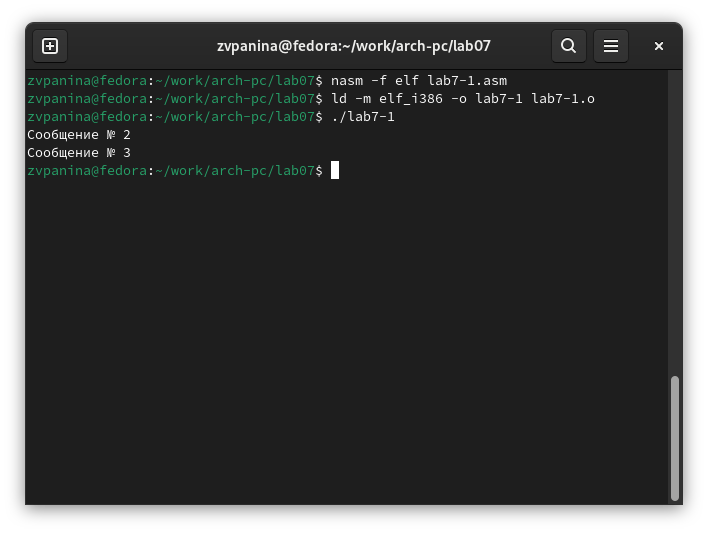 zvpanina@fedora:~/work/arch-pc/lab07
zvpanina@fedora:~/work/arch-pc/lab07$ nasm -f elf lab7-1.asm
zvpanina@fedora:~/work/arch-pc/lab07$ ld -m elf_i386 -o lab7-1 lab7-1.o
zvpanina@fedora:~/work/arch-pc/lab07$ ./lab7-1
Сообщение № 2
Сообщение № 3
zvpanina@fedora:~/work/arch-pc/lab07$